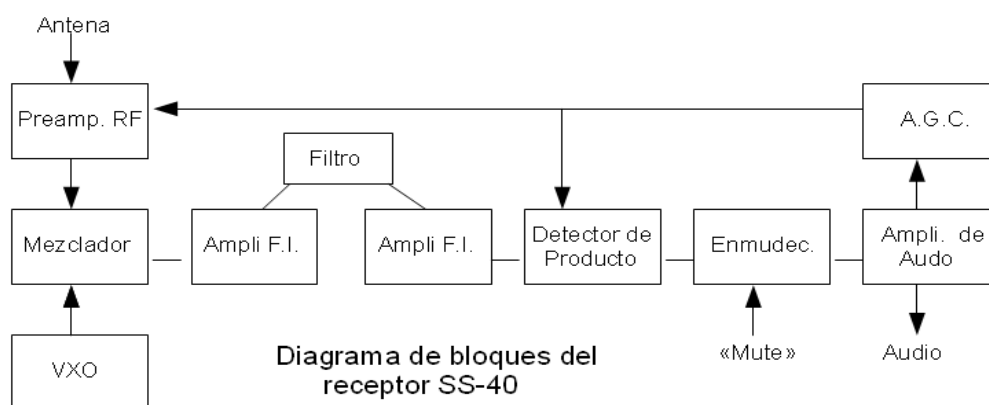 Antena
Preamp. RF
A.G.C.
Filtro
Mezclador
Ampli F.I.
Ampli F.I.
Detector de
Producto
Enmudec.
Ampli. de
Audo
VXO
Diagrama de bloques del
receptor SS-40
«Mute»
Audio